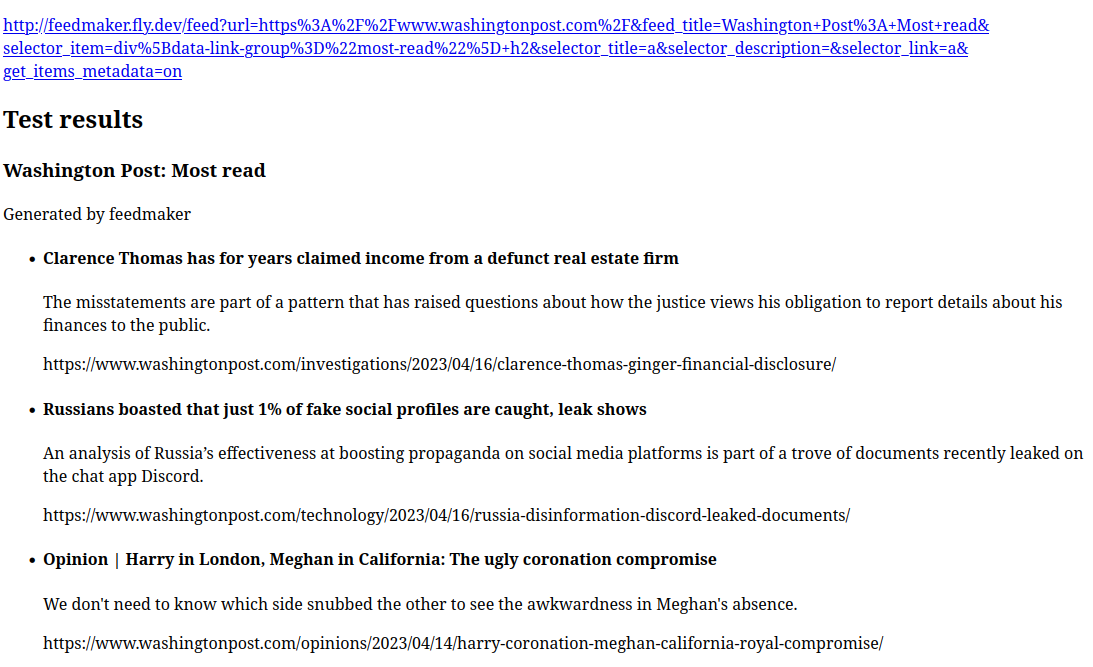 http://feedmaker.fly.dev/feed?url=https%3A%2F%2Fwww.washingtonpost.com%2F&feed_title=Washington+Post%3A+Most+read&
selector_item=div%5Bdata-link-group%3D%22most-read%22%5D+h2&selector_title=a&selector_description=&selector_link=a&
get_items_metadata=on
Test results
Washington Post: Most read
Generated by feedmaker
• Clarence Thomas has for years claimed income from a defunct real estate firm
The misstatements are part of a pattern that has raised questions about how the justice views his obligation to report details about his
finances to the public.
https://www.washingtonpost.com/investigations/2023/04/16/clarence-thomas-ginger-financial-disclosure/
• Russians boasted that just 1% of fake social profiles are caught, leak shows
An analysis of Russia’s effectiveness at boosting propaganda on social media platforms is part of a trove of documents recently leaked on
the chat app Discord.
https://www.washingtonpost.com/technology/2023/04/16/russia-disinformation-discord-leaked-documents/
• Opinion | Harry in London, Meghan in California: The ugly coronation compromise
We don't need to know which side snubbed the other to see the awkwardness in Meghan's absence.
https://www.washingtonpost.com/opinions/2023/04/14/harry-coronation-meghan-california-royal-compromise/